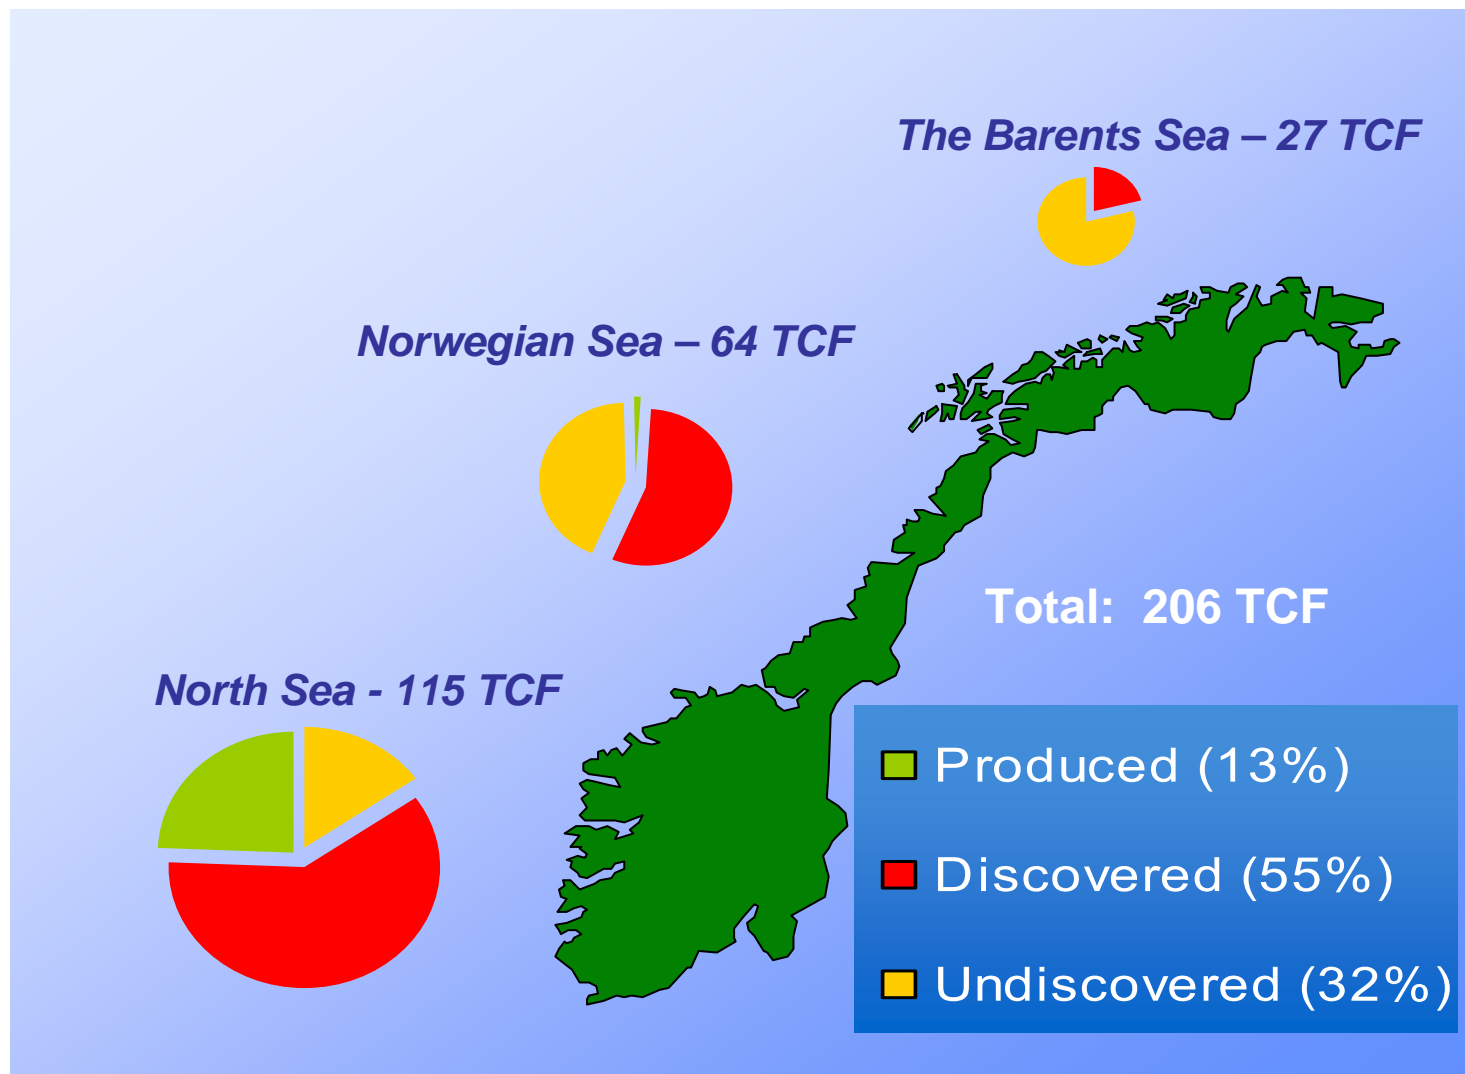 The Barents Sea – 27 TCF
Norwegian Sea – 64 TCF
Total: 206 TCF
North Sea - 115 TCF
Produced (13%)
Discovered (55%)
Undiscovered (32%)